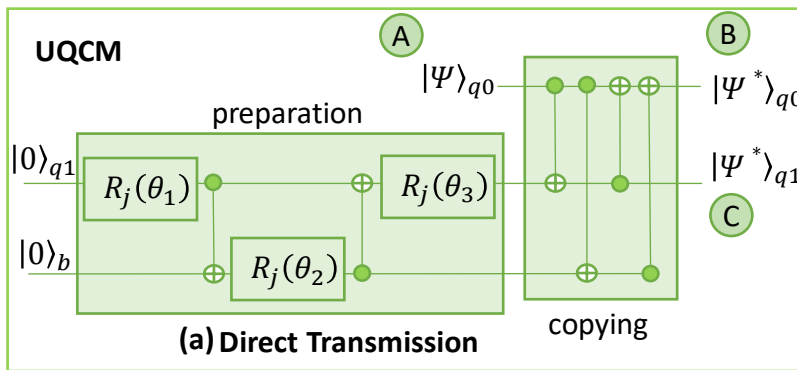 UQCM
A
B
|Ψ⟩q0
|Ψ*⟩q0
preparation
|0⟩q1
Rj(θ1)
Rj(θ3)
|Ψ*⟩q1
C
|0⟩b
Rj(θ2)
copying
(a) Direct Transmission